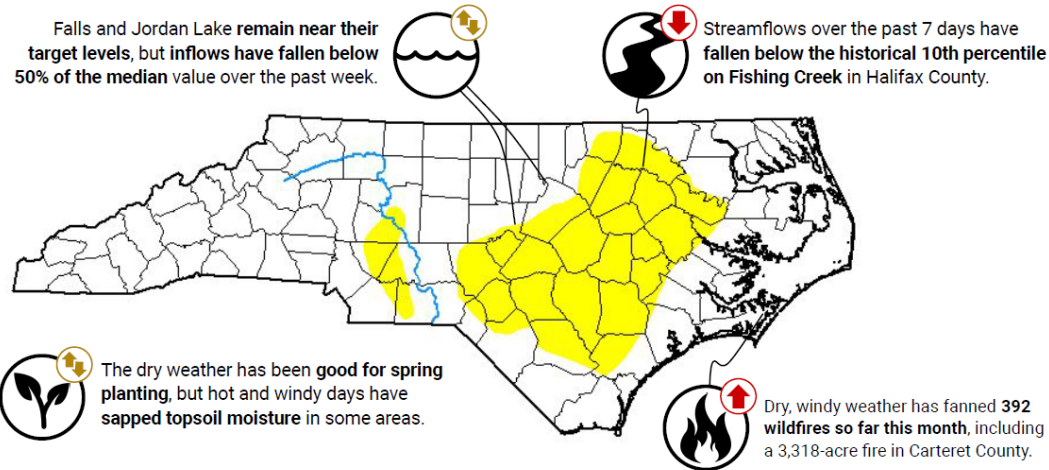 Falls and Jordan Lake remain near their
target levels, but inflows have fallen below
50% of the median value over the past week.
Streamflows over the past 7 days have
fallen below the historical 10th percentile
on Fishing Creek in Halifax County.
The dry weather has been good for spring
planting, but hot and windy days have
sapped topsoil moisture in some areas.
Dry, windy weather has fanned 392
wildfires so far this month, including
a 3,318-acre fire in Carteret County.